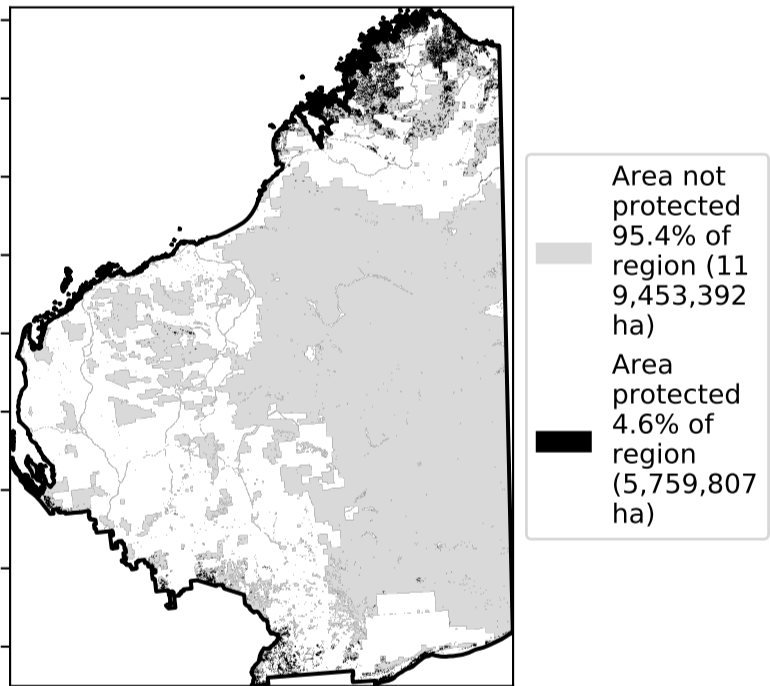 Area not
protected
95.4% of
region (11
9,453,392
ha)
Area
protected
4.6% of
region
(5,759,807
ha)